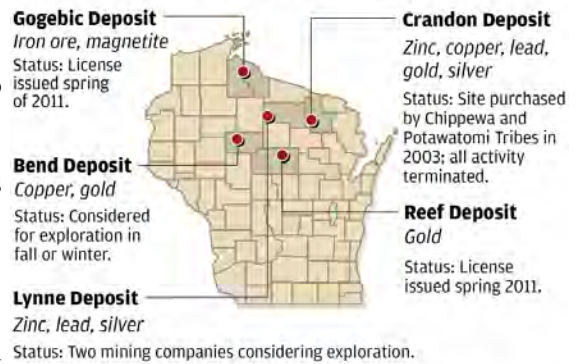 Gogebic Deposit
Iron ore, magnetite
Status: License
issued spring
of 2011.
Bend Deposit
Copper, gold
Status: Considered
for exploration in
fall or winter.
Lynne Deposit
Zinc, lead, silver
Status: Two mining companies considering exploration.
Crandon Deposit
Zinc, copper, lead,
gold, silver
Status: Site purchased
by Chippewa and
Potawatomi Tribes in
2003; all activity
terminated.
Reef Deposit
Gold
Status: License
issued spring 2011.